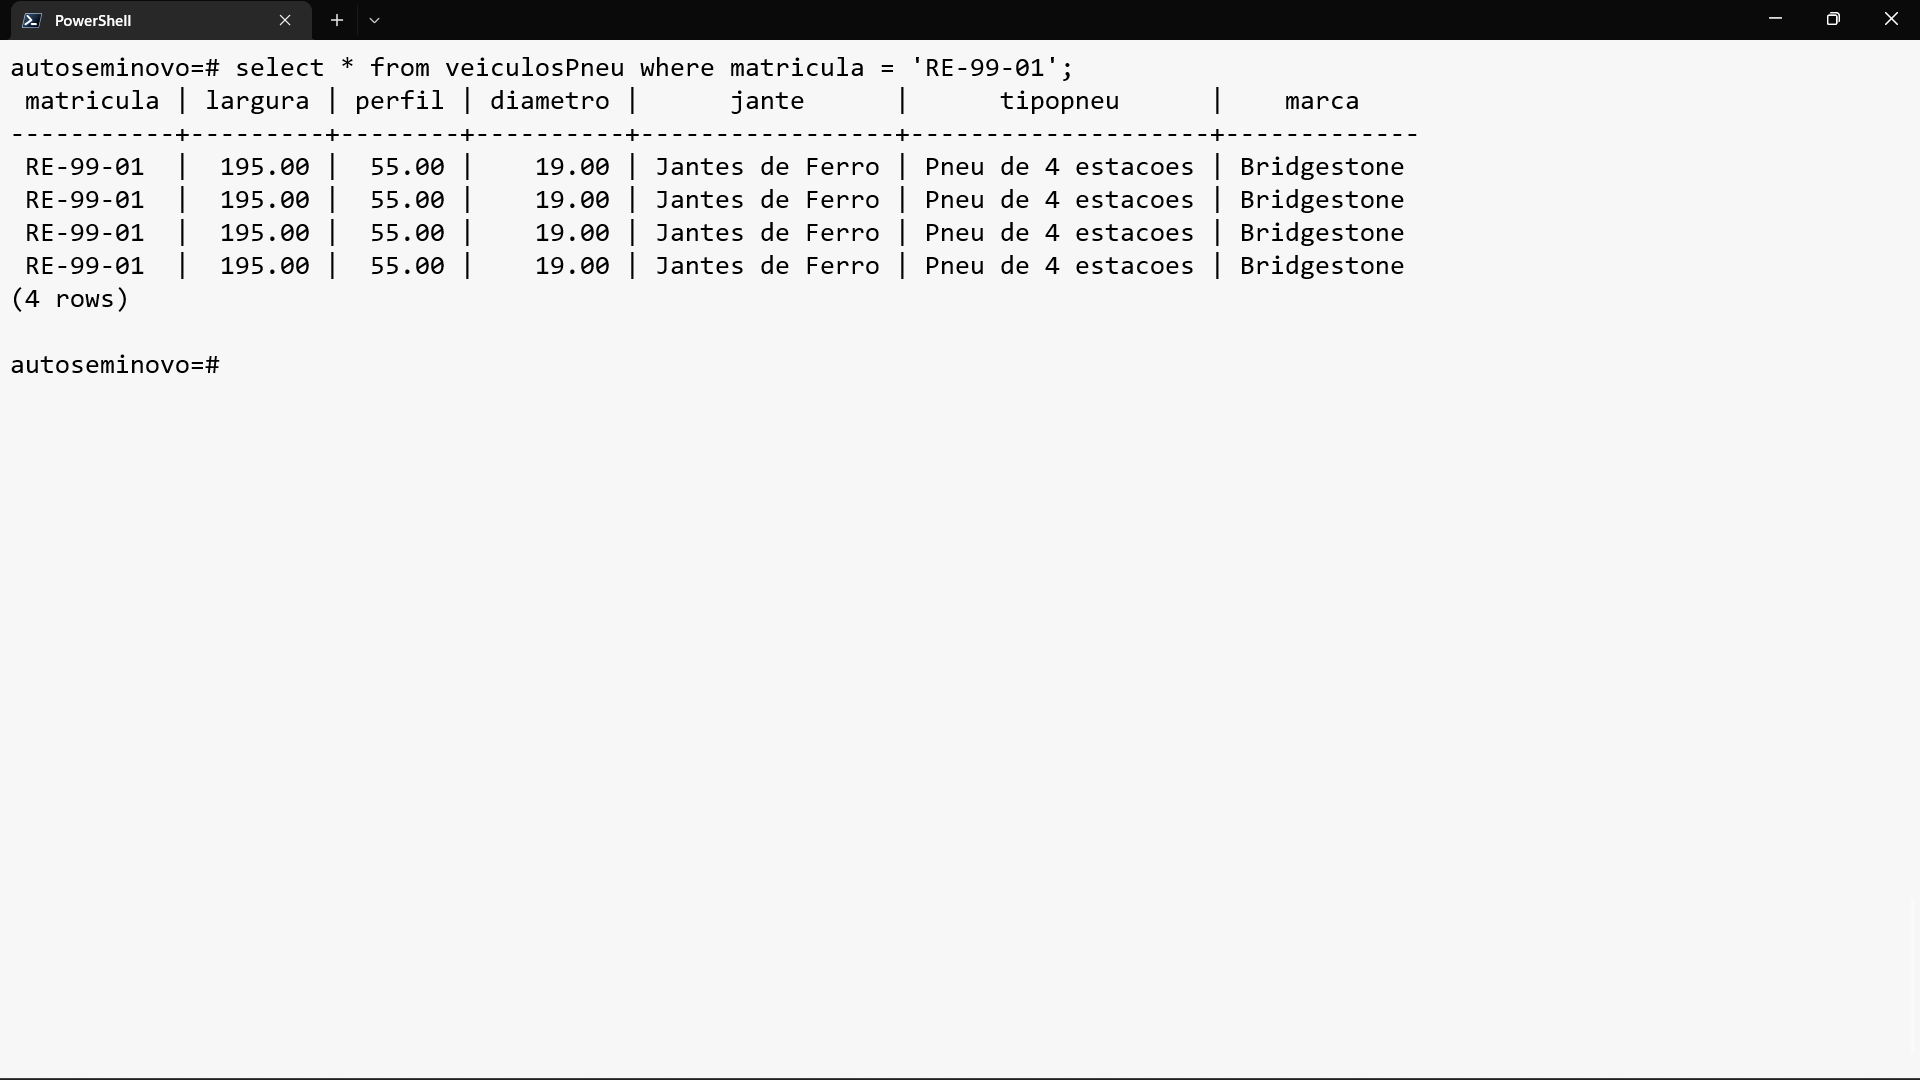 PowerShell
autoseminovo=# select * from veiculosPneu where matricula = 'RE-99-01';
 matricula | largura | perfil | diametro |      jante      |      tipopneu      |    marca
-----------+---------+--------+----------+-----------------+--------------------+-------------
 RE-99-01  |  195.00 |  55.00 |    19.00 | Jantes de Ferro | Pneu de 4 estacoes | Bridgestone
 RE-99-01  |  195.00 |  55.00 |    19.00 | Jantes de Ferro | Pneu de 4 estacoes | Bridgestone
 RE-99-01  |  195.00 |  55.00 |    19.00 | Jantes de Ferro | Pneu de 4 estacoes | Bridgestone
 RE-99-01  |  195.00 |  55.00 |    19.00 | Jantes de Ferro | Pneu de 4 estacoes | Bridgestone
(4 rows)
autoseminovo=#